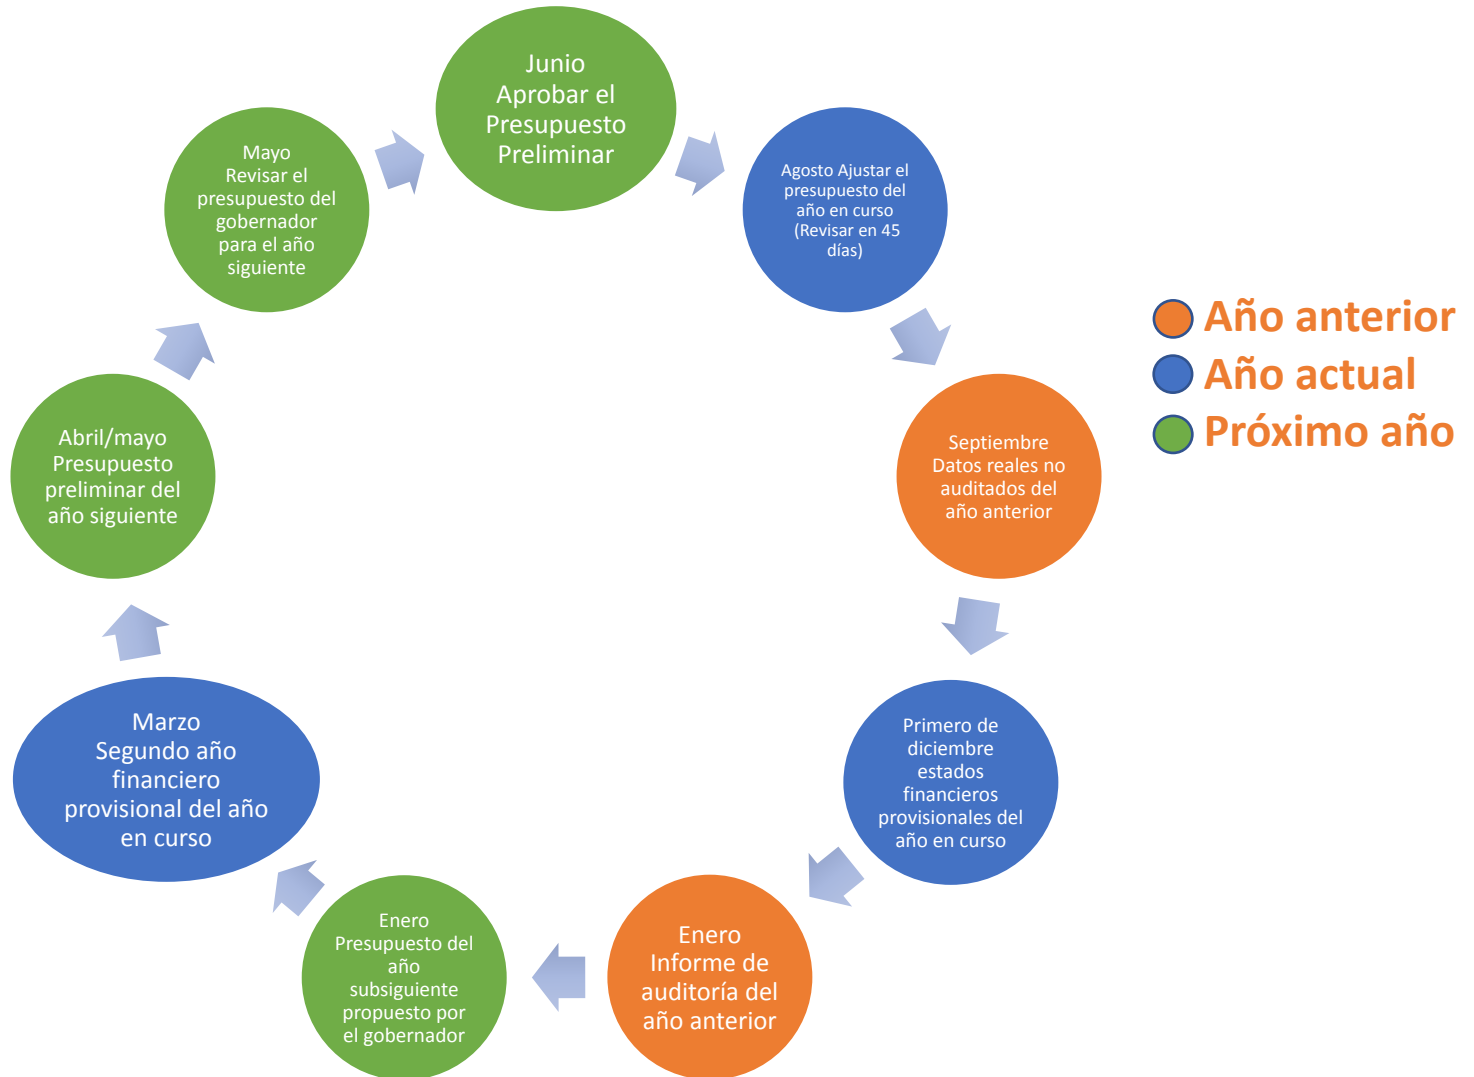 Junio
Aprobar el
Presupuesto
Preliminar
Agosto Ajustar el
presupuesto del
año en curso
(Revisar en 45
días)
Septiembre
Datos reales no
auditados del
año anterior
Primero de
diciembre
estados
financieros
provisionales del
año en curso
Enero
Informe de
auditoría del
año anterior
Enero
Presupuesto del
año
subsiguiente
propuesto por
el gobernador
Marzo
Segundo año
financiero
provisional del año
en curso
Abril/mayo
Presupuesto
preliminar del
año siguiente
Mayo
Revisar el
presupuesto del
gobernador
para el año
siguiente
Año anterior
Año actual
Próximo año